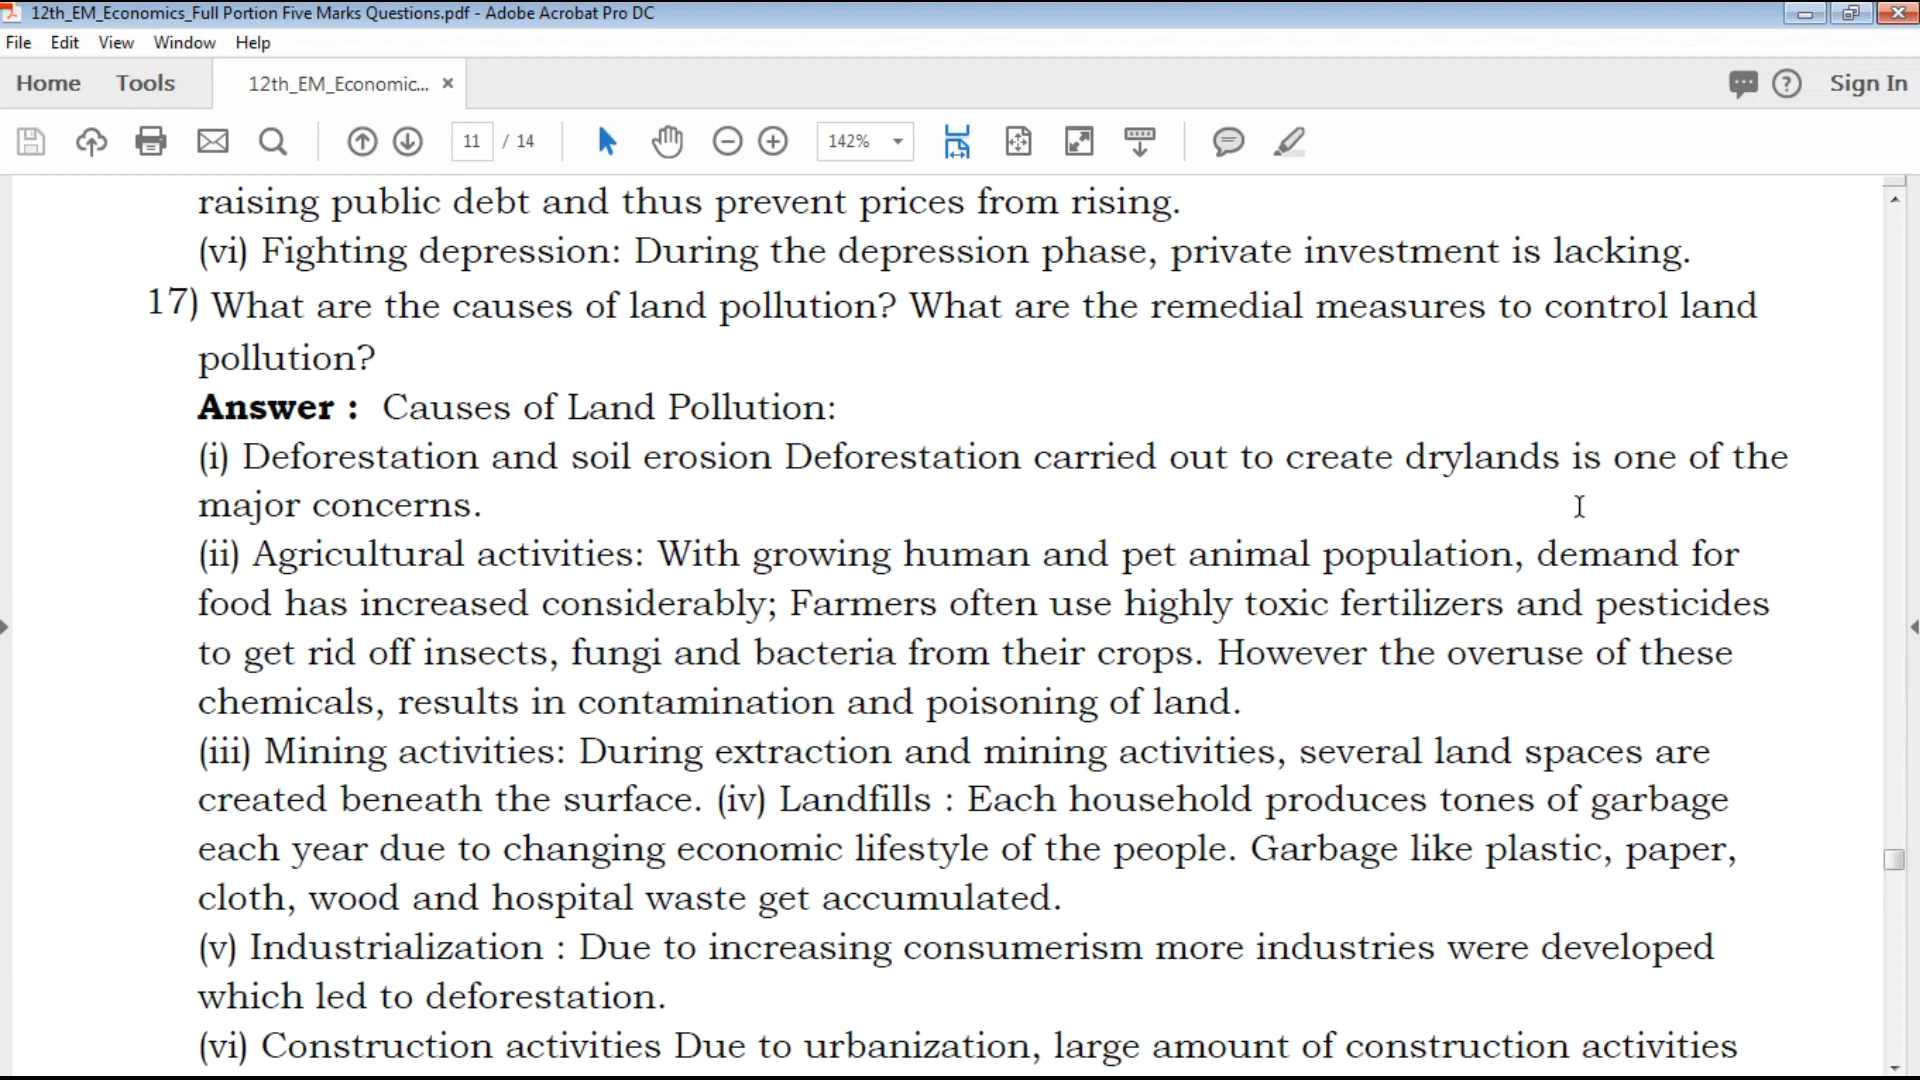 12th_EM_Economics_Full Portion Five Marks Questions.pdf - Adobe Acrobat Pro DC
File Edit View Window Help
Home Tools 12th_EM_Economic... × Sign In
11 / 14 142%
raising public debt and thus prevent prices from rising.
(vi) Fighting depression: During the depression phase, private investment is lacking.
17) What are the causes of land pollution? What are the remedial measures to control land
pollution?
Answer : Causes of Land Pollution:
(i) Deforestation and soil erosion Deforestation carried out to create drylands is one of the
major concerns.
(ii) Agricultural activities: With growing human and pet animal population, demand for
food has increased considerably; Farmers often use highly toxic fertilizers and pesticides
to get rid off insects, fungi and bacteria from their crops. However the overuse of these
chemicals, results in contamination and poisoning of land.
(iii) Mining activities: During extraction and mining activities, several land spaces are
created beneath the surface. (iv) Landfills : Each household produces tones of garbage
each year due to changing economic lifestyle of the people. Garbage like plastic, paper,
cloth, wood and hospital waste get accumulated.
(v) Industrialization : Due to increasing consumerism more industries were developed
which led to deforestation.
(vi) Construction activities Due to urbanization, large amount of construction activities